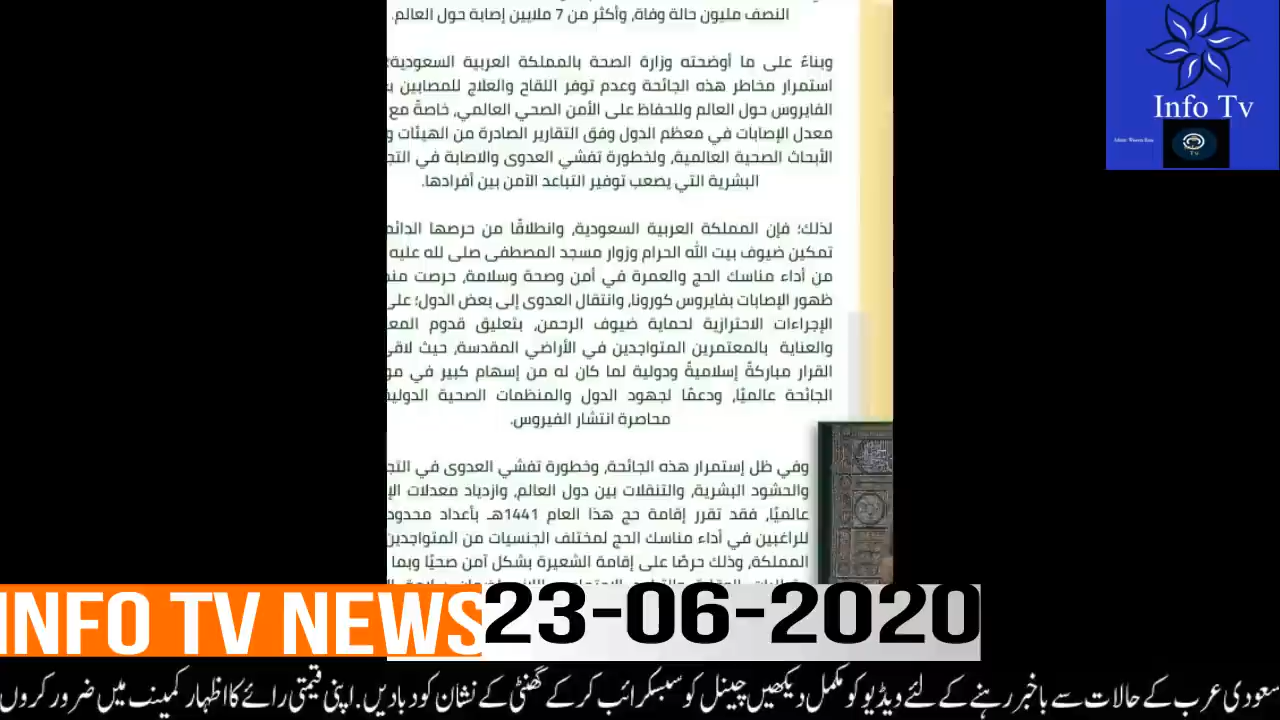 النصف مليون حالة وفاة، وأكثر من 7 ملايين إصابة حول العالم.
وبناءً على ما أوضحته وزارة الصحة بالمملكة العربية السعودية
استمرار مخاطر هذه الجائحة وعدم توفر اللقاح والعلاج للمصابين
الفايروس حول العالم وللحفاظ على الأمن الصحي العالمي، خاصةً مع
معدل الإصابات في معظم الدول وفق التقارير الصادرة من الهيئات و
الأبحاث الصحية العالمية، ولخطورة تفشي العدوى والاصابة في
البشرية التي يصعب توفير التباعد الآمن بين أفرادها.
لذلك؛ فإن المملكة العربية السعودية، وانطلاقًا من حرصها
تمكين ضيوف بيت الله الحرام وزوار مسجد المصطفى صلى لله عليه
من أداء مناسك الحج والعمرة في أمن وصحة وسلامة، حرصت
ظهور الإصابات بفايروس كورونا، وانتقال العدوى إلى بعض الدول؛
الإجراءات الاحترازية لحماية ضيوف الرحمن، بتعليق قدوم
والعناية بالمعتمرين المتواجدين في الأراضي المقدسة، حيث
القرار مباركةً إسلاميةً ودولية لما كان له من إسهام كبير في
الجائحة عالميًا، ودعمًا لجهود الدول والمنظمات الصحية
محاصرة انتشار الفيروس.
وفي ظل إستمرار هذه الجائحة، وخطورة تفشي العدوى في
والحشود البشرية، والتنقلات بين دول العالم، وازدياد معدلات
عالميًا، فقد تقرر إقامة حج هذا العام 1441هـ بأعداد
للراغبين في أداء مناسك الحج لمختلف الجنسيات من المتواجدين
المملكة، وذلك حرصًا على إقامة الشعيرة بشكل آمن صحيًا وبما
Info Tv
Tv
INFO TV NEWS
23-06-2020
سعودی عرب کے حالات سے باخبر رہنے کے لئے ویڈیو کو مکمل دیکھیں چینل کو سبسکرائب کر کے گھنٹی کے نشان کو دبادیں. اپنی قیمتی رائے کا اظہار کمینٹ میں ضرور کروں